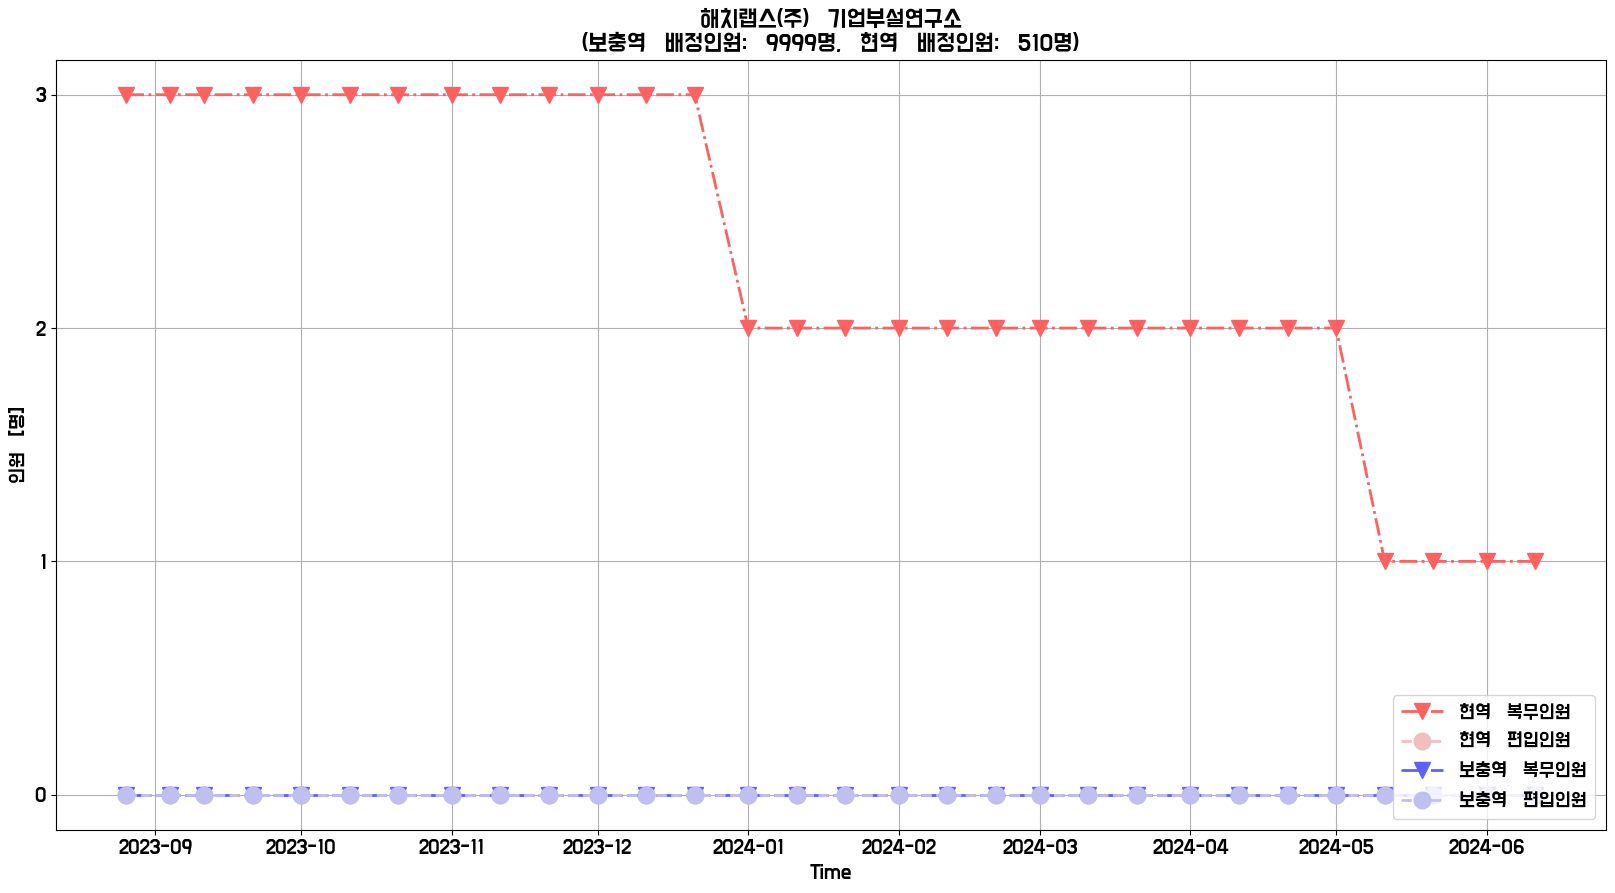 해치랩스(주) 기업부설연구소
(보충역 배정인원: 9999명, 현역 배정인원: 510명)
3
2
1
0
인원 [명]
2023-09 2023-10 2023-11 2023-12 2024-01 2024-02 2024-03 2024-04 2024-05 2024-06
Time
현역 복무인원
현역 편입인원
보충역 복무인원
보충역 편입인원